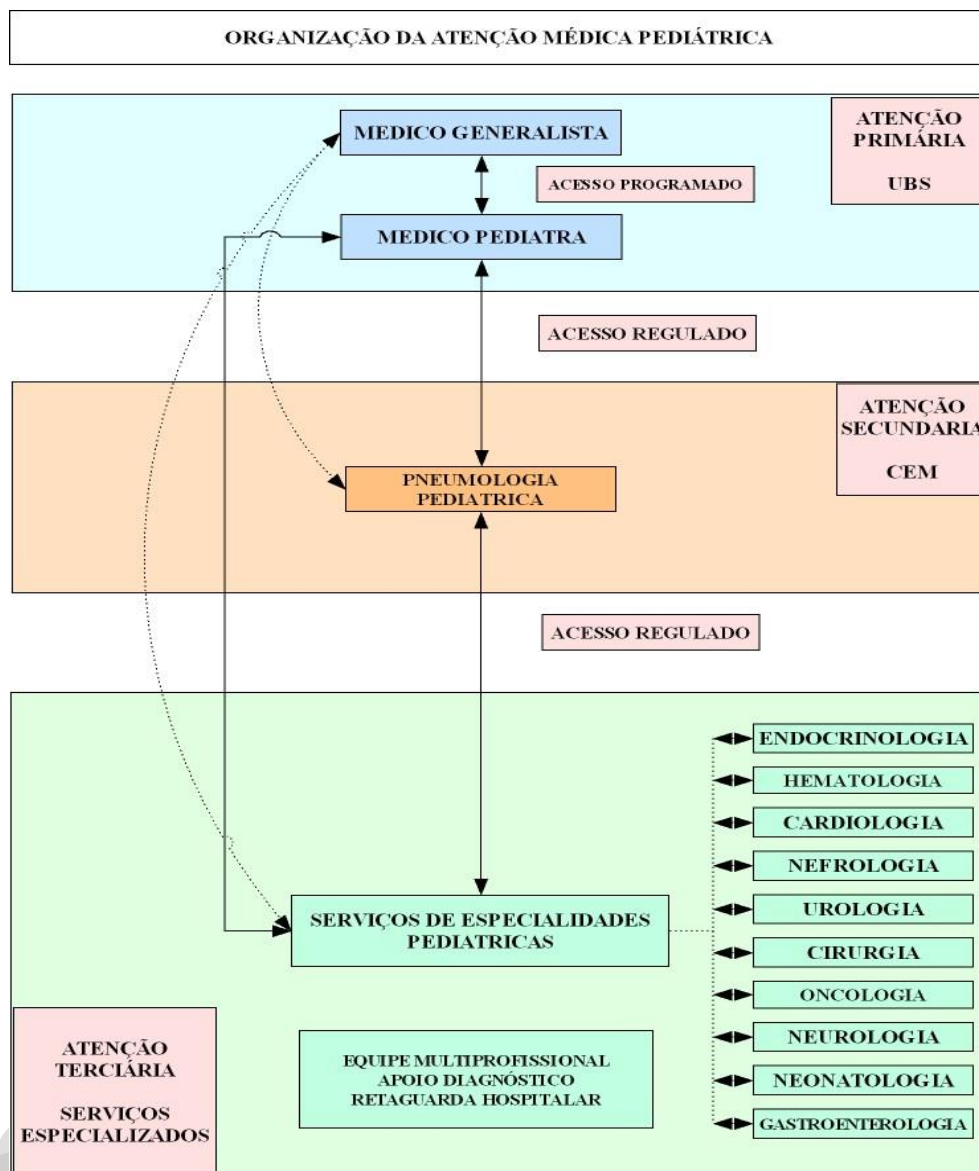 ORGANIZAÇÃO DA ATENÇÃO MÉDICA PEDIÁTRICA
MEDICO GENERALISTA
ATENÇÃO
PRIMÁRIA
UBS
ACESSO PROGRAMADO
MEDICO PEDIATRA
ACESSO REGULADO
ATENÇÃO
SECUNDARIA
CEM
PNEUMOLOGIA
PEDIATRICA
ACESSO REGULADO
SERVIÇOS DE ESPECIALIDADES
PEDIATRICAS
ENDOCRINOLOGIA
HEMATOLOGIA
CARDIOLOGIA
NEFROLOGIA
UROLOGIA
CIRURGIA
ONCOLOGIA
NEUROLOGIA
NEONATOLOGIA
GASTROENTEROLOGIA
ATENÇÃO
TERCIÁRIA
SERVIÇOS
ESPECIALIZADOS
EQUIPE MULTIPROFISSIONAL
APOIO DIAGNÓSTICO
RETAGUARDA HOSPITALAR